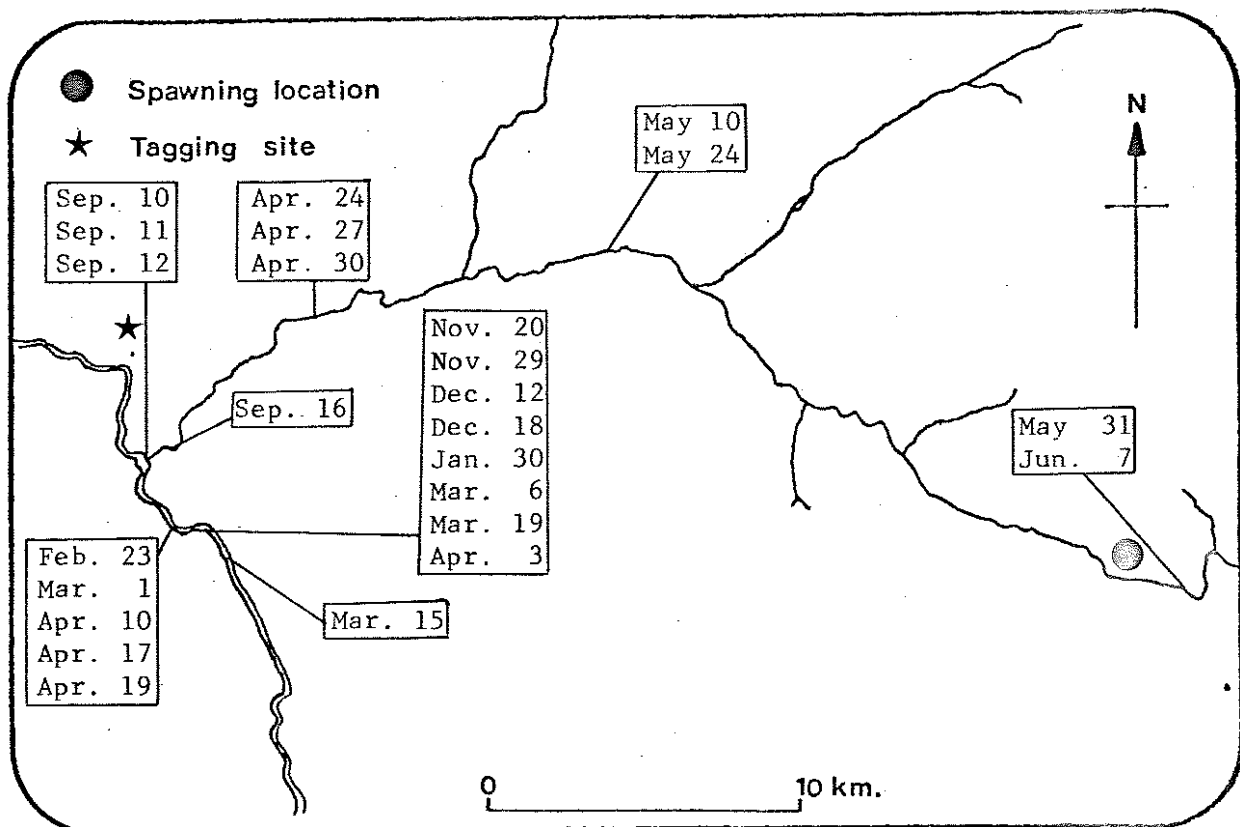 Spawning location
Tagging site
N
May 10
May 24
Sep. 10
Sep. 11
Sep. 12
Apr. 24
Apr. 27
Apr. 30
Nov. 20
Nov. 29
Dec. 12
Dec. 18
Jan. 30
Mar. 6
Mar. 19
Apr. 3
Sep. 16
May 31
Jun. 7
Feb. 23
Mar. 1
Apr. 10
Apr. 17
Apr. 19
Mar. 15
0 10 km.